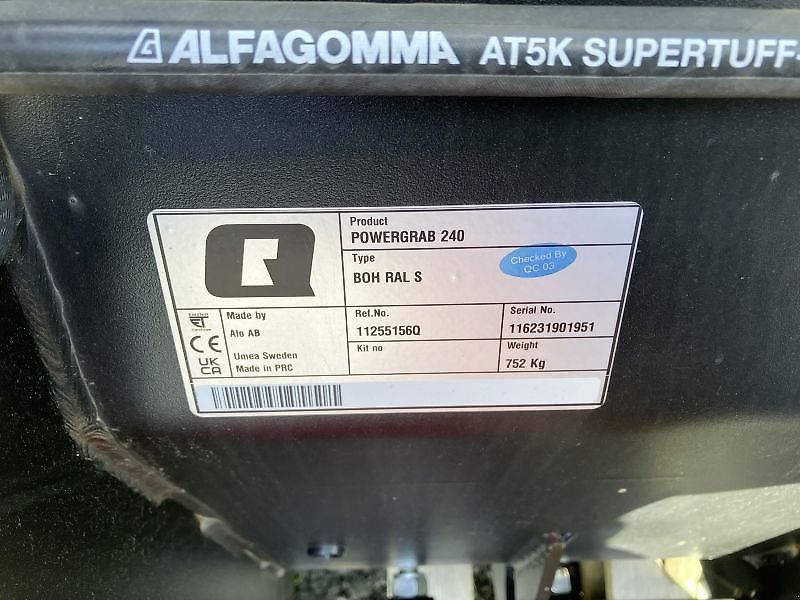 ALFAGOMMA AT5K SUPERTUFF
Product
POWERGRAB 240
Type
BOH RAL S
Checked By
QC 03
Made by
Alo AB
Umea Sweden
Made in PRC
CE
UK
CA
Ref.No.
11255156Q
Serial No.
116231901951
Kit no
Weight
752 Kg